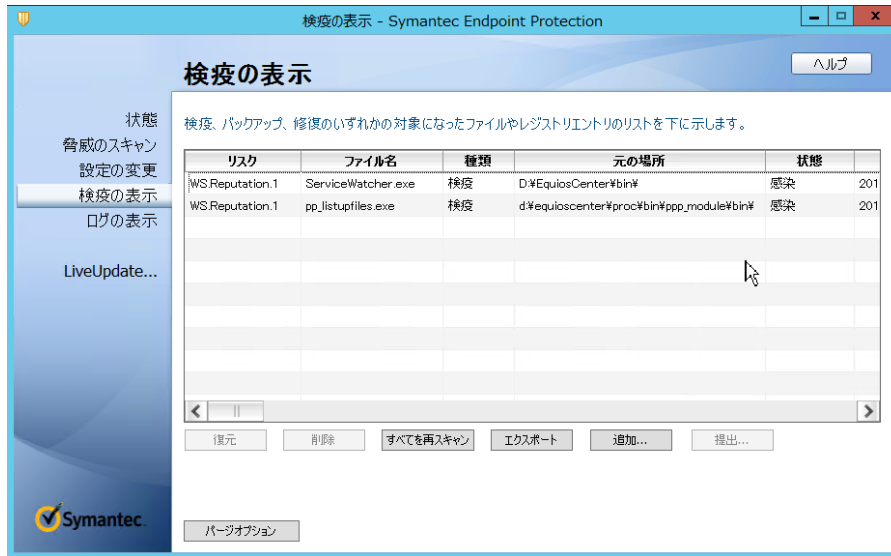 検疫の表示 - Symantec Endpoint Protection
検疫の表示
ヘルプ
状態
脅威のスキャン
設定の変更
検疫の表示
ログの表示
LiveUpdate...
検疫、バックアップ、修復のいずれかの対象になったファイルやレジストリエントリのリストを下に示します。
リスク ファイル名 種類 元の場所 状態
WS.Reputation.1 ServiceWatcher.exe 検疫 D:¥EquiosCenter¥bin¥ 感染 201
WS.Reputation.1 pp_listupfiles.exe 検疫 d:¥equioscenter¥proc¥bin¥ppp_module¥bin¥ 感染 201
復元 削除 すべてを再スキャン エクスポート 追加... 提出...
Symantec.
ページオプション